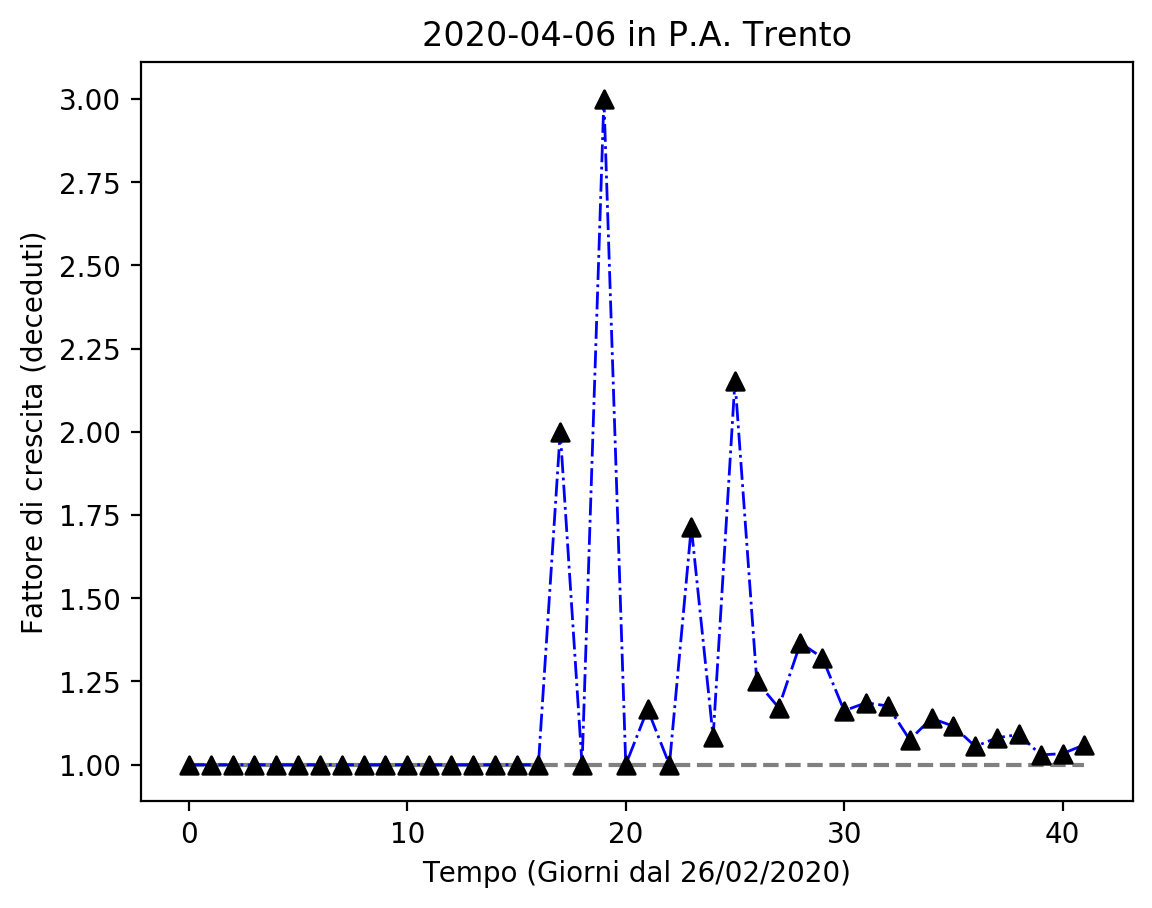 2020-04-06 in P.A. Trento
Fattore di crescita (deceduti)
3.00
2.75
2.50
2.25
2.00
1.75
1.50
1.25
1.00
0 10 20 30 40
Tempo (Giorni dal 26/02/2020)